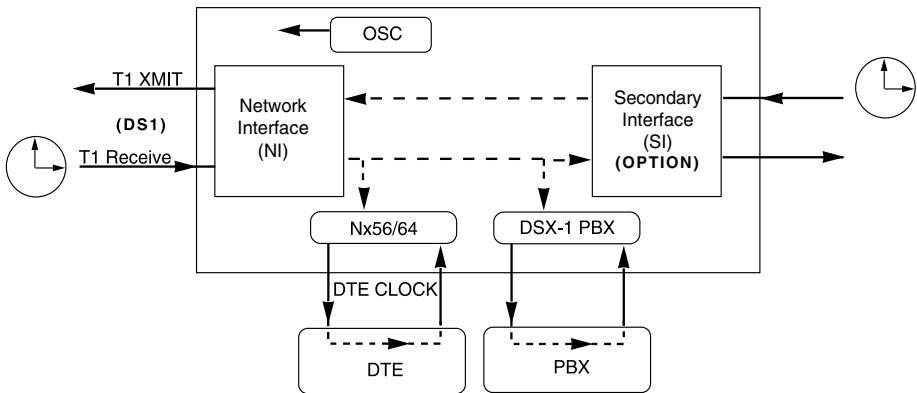 OSC
T1 XMIT
(DS1)
T1 Receive
Network
Interface
(NI)
Secondary
Interface
(SI)
(OPTION)
Nx56/64
DSX-1 PBX
DTE CLOCK
DTE
PBX